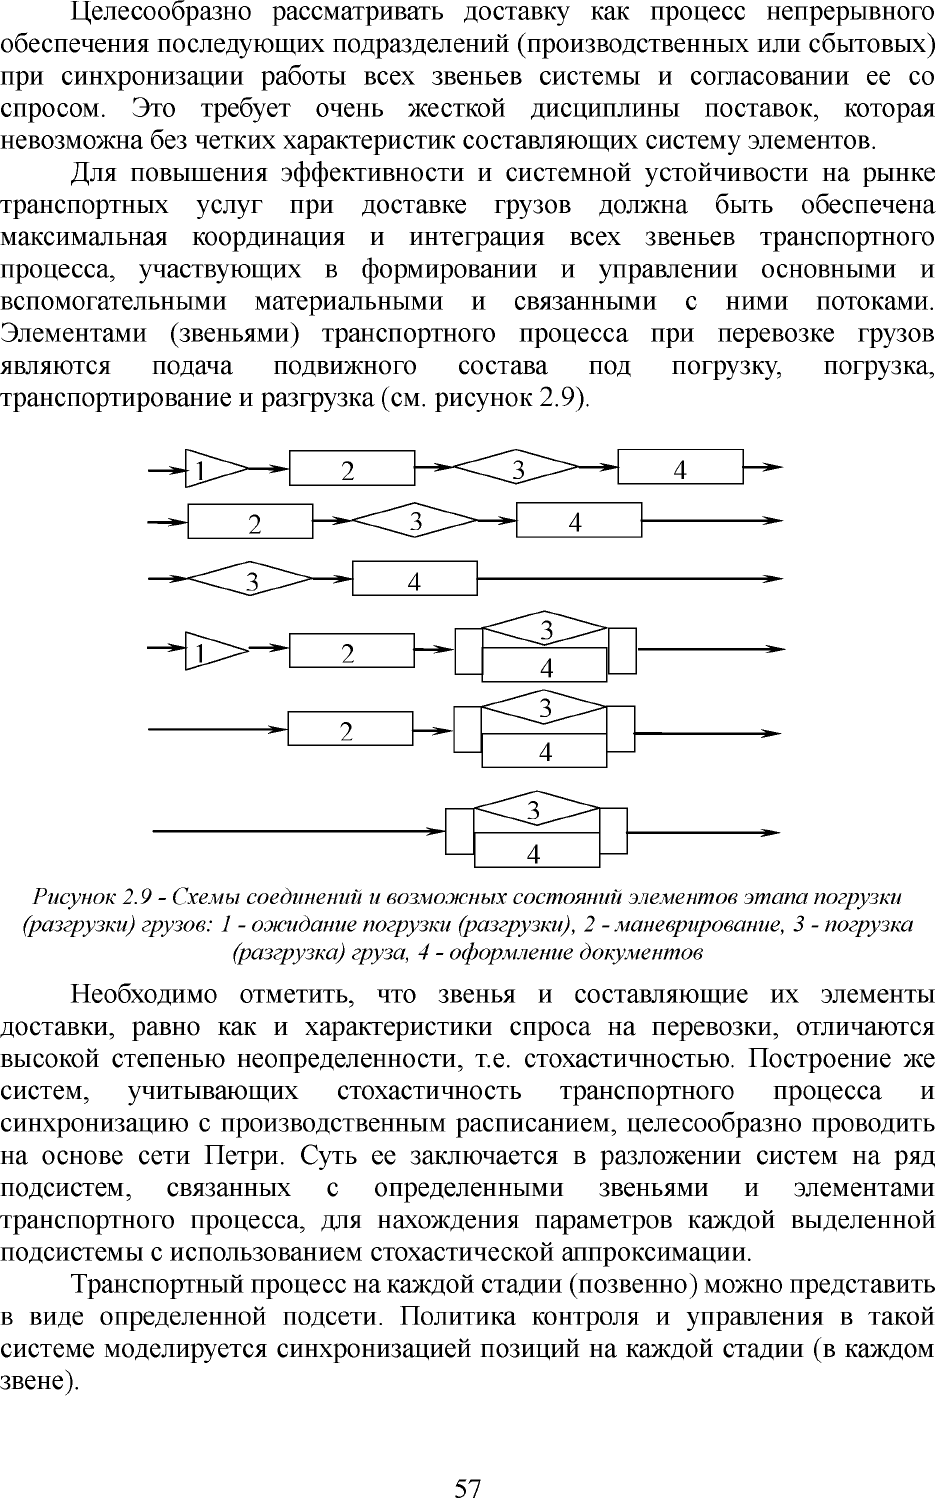 Целесообразно рассматривать доставку как процесс непрерывного
обеспечения последующих подразделений (производственных или сбытовых)
при синхронизации работы всех звеньев системы и согласовании ее со
спросом. Это требует очень жесткой дисциплины поставок, которая
невозможна без четких характеристик составляющих систему элементов.
Для повышения эффективности и системной устойчивости на рынке
транспортных услуг при доставке грузов должна быть обеспечена
максимальная координация и интеграция всех звеньев транспортного
процесса, участвующих в формировании и управлении основными и
вспомогательными материальными и связанными с ними потоками.
Элементами (звеньями) транспортного процесса при перевозке грузов
являются подача подвижного состава под погрузку, погрузка,
транспортирование и разгрузка (см. рисунок 2.9).
1 2 3 4
2 3 4
3 4
1 2 3
4
2 3
4
3
4
Рисунок 2.9 - Схемы соединений и возможных состояний элементов этапа погрузки
(разгрузки) грузов: 1 - ожидание погрузки (разгрузки), 2 - маневрирование, 3 - погрузка
(разгрузка) груза, 4 - оформление документов
Необходимо отметить, что звенья и составляющие их элементы
доставки, равно как и характеристики спроса на перевозки, отличаются
высокой степенью неопределенности, т.е. стохастичностью. Построение же
систем, учитывающих стохастичность транспортного процесса и
синхронизацию с производственным расписанием, целесообразно проводить
на основе сети Петри. Суть ее заключается в разложении систем на ряд
подсистем, связанных с определенными звеньями и элементами
транспортного процесса, для нахождения параметров каждой выделенной
подсистемы с использованием стохастической аппроксимации.
Транспортный процесс на каждой стадии (позвенно) можно представить
в виде определенной подсети. Политика контроля и управления в такой
системе моделируется синхронизацией позиций на каждой стадии (в каждом
звене).
57